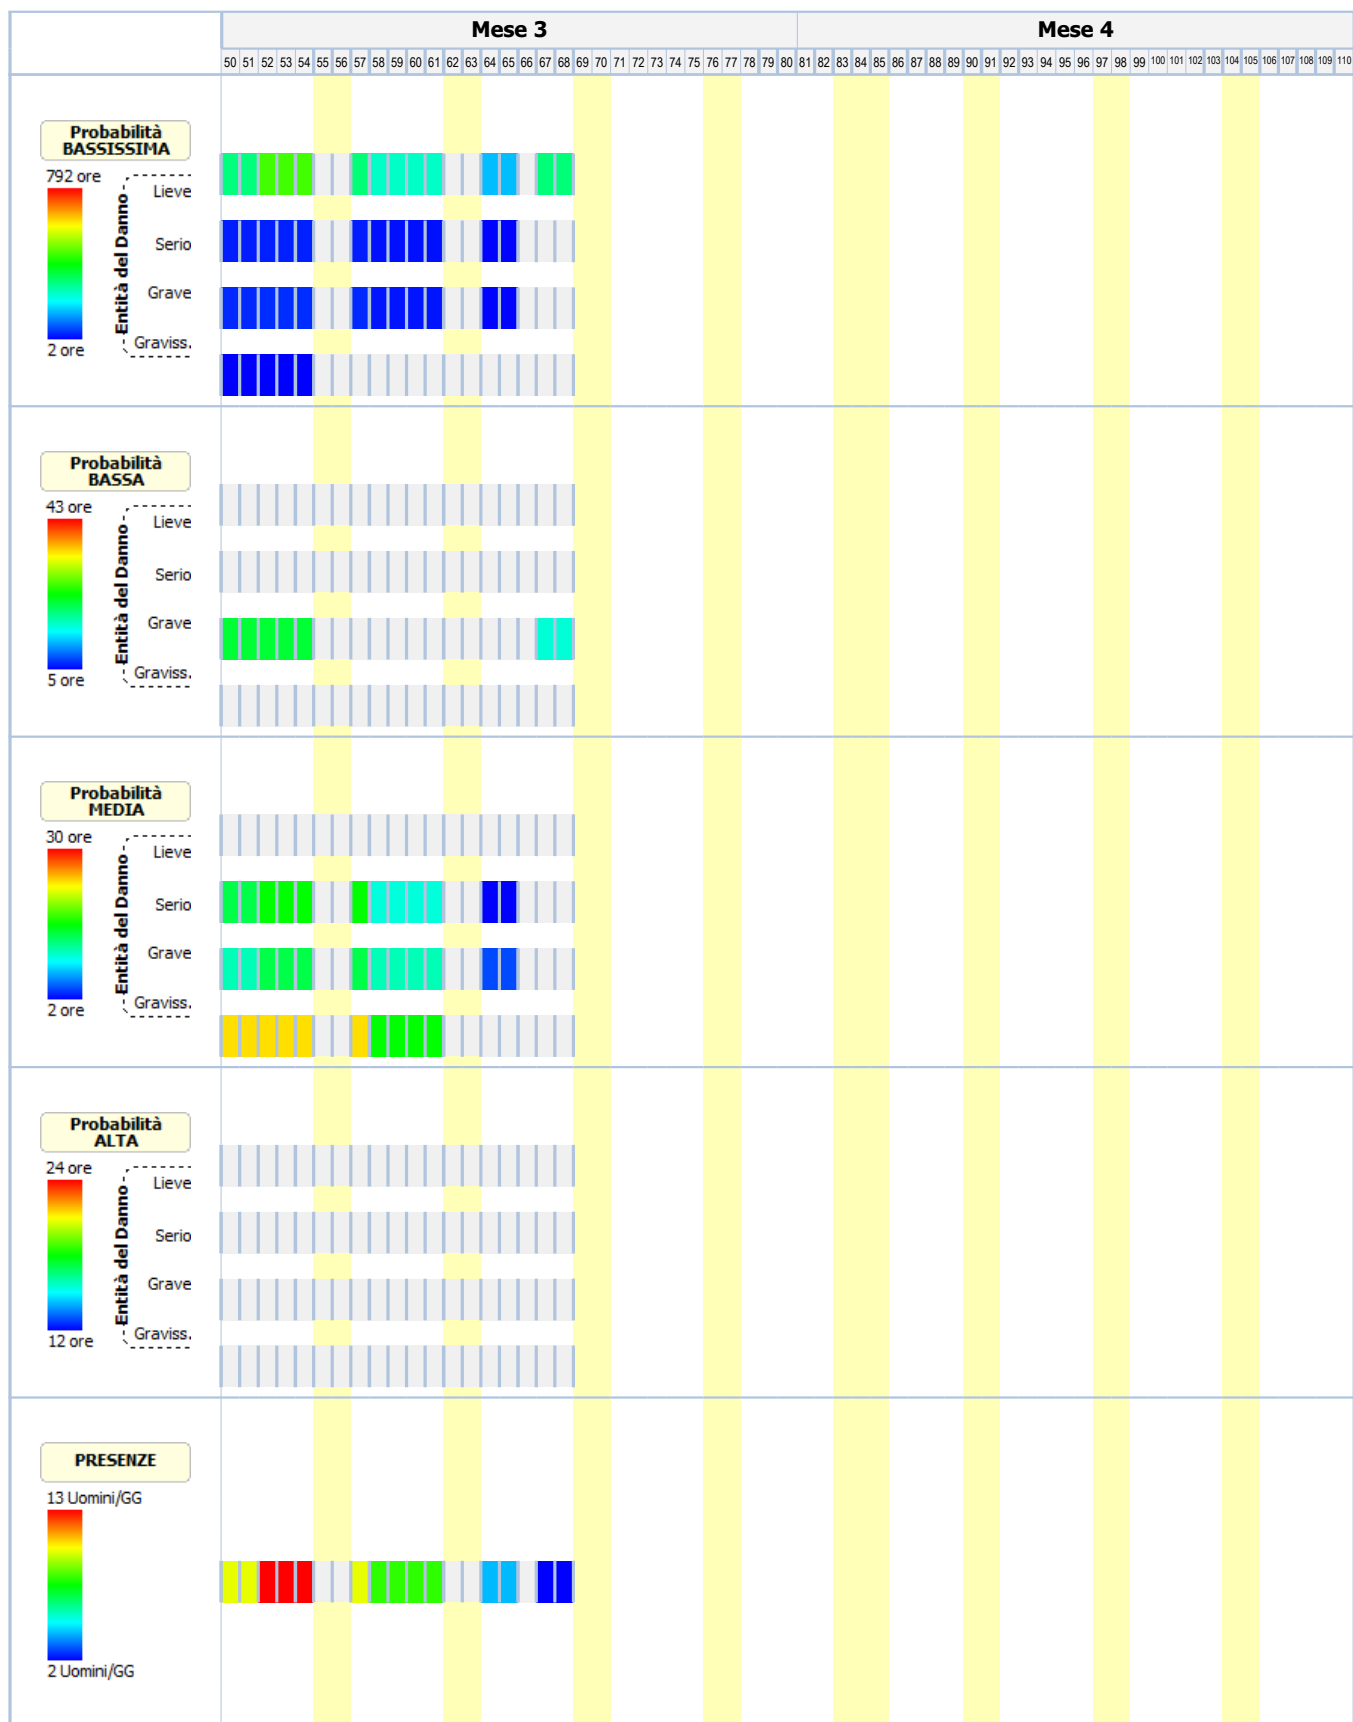 Mese 3 Mese 4
50 51 52 53 54 55 56 57 58 59 60 61 62 63 64 65 66 67 68 69 70 71 72 73 74 75 76 77 78 79 80 81 82 83 84 85 86 87 88 89 90 91 92 93 94 95 96 97 98 99 100 101 102 103 104 105 106 107 108 109 110
Probabilità
BASSISSIMA
792 ore
2 ore
Entità del Danno
Lieve
Serio
Grave
Graviss.
Probabilità
BASSA
43 ore
5 ore
Entità del Danno
Lieve
Serio
Grave
Graviss.
Probabilità
MEDIA
30 ore
2 ore
Entità del Danno
Lieve
Serio
Grave
Graviss.
Probabilità
ALTA
24 ore
12 ore
Entità del Danno
Lieve
Serio
Grave
Graviss.
PRESENZE
13 Uomini/GG
2 Uomini/GG